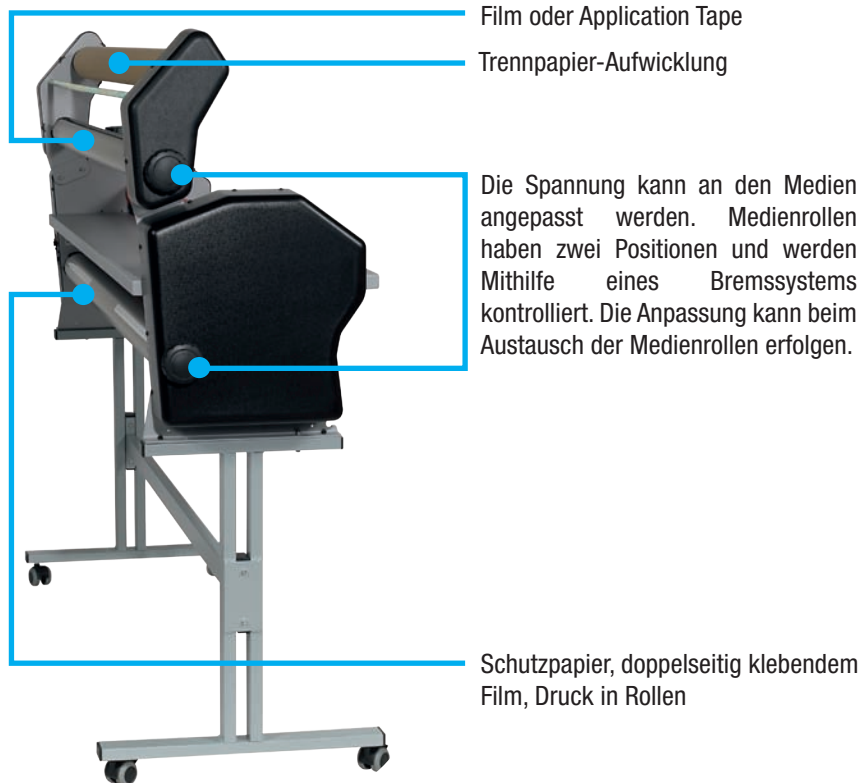 Film oder Application Tape
Trennpapier-Aufwicklung
Die Spannung kann an den Medien
angepasst werden. Medienrollen
haben zwei Positionen und werden
Mithilfe eines Bremssystems
kontrolliert. Die Anpassung kann beim
Austausch der Medienrollen erfolgen.
Schutzpapier, doppelseitig klebendem
Film, Druck in Rollen